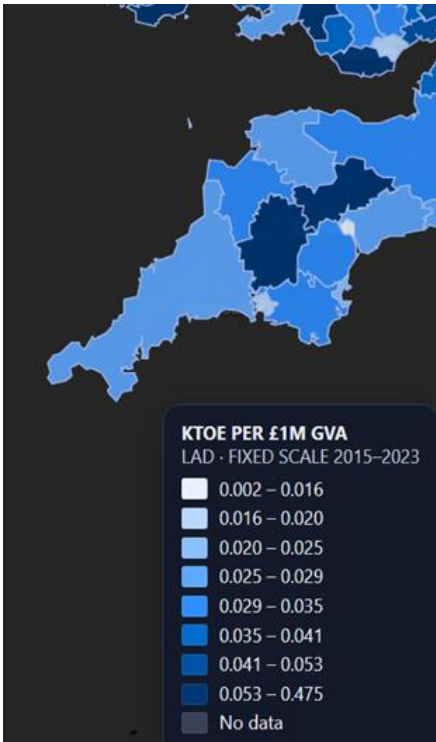 KTOE PER £1M GVA
LAD · FIXED SCALE 2015–2023
0.002 – 0.016
0.016 – 0.020
0.020 – 0.025
0.025 – 0.029
0.029 – 0.035
0.035 – 0.041
0.041 – 0.053
0.053 – 0.475
No data